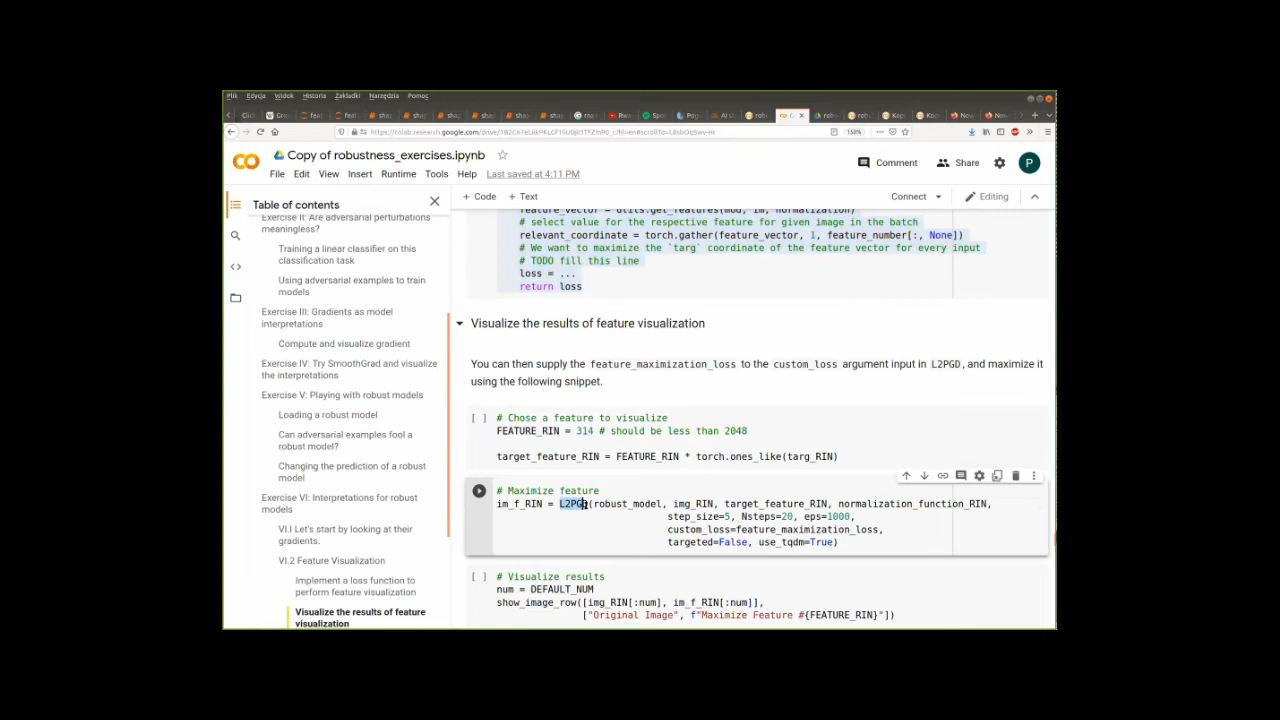 Plik Edycja Widok Historia Zakładki Narzędzia Pomoc
150%
Copy of robustness_exercises.ipynb
File Edit View Insert Runtime Tools Help Last saved at 4:11 PM
Comment Share P
Table of contents
+ Code + Text Connect Editing
Exercise II: Are adversarial perturbations
meaningless?
Training a linear classifier on this
classification task
Using adversarial examples to train
models
Exercise III: Gradients as model
interpretations
Compute and visualize gradient
Exercise IV: Try SmoothGrad and visualize
the interpretations
Exercise V: Playing with robust models
Loading a robust model
Can adversarial examples fool a
robust model?
Changing the prediction of a robust
model
Exercise VI: Interpretations for robust
models
VI.I Let's start by looking at their
gradients.
VI.2 Feature Visualization
Implement a loss function to
perform feature visualization
Visualize the results of feature
visualization
feature_vector = utils.get_features(mod, im, normalization)
# select value for the respective feature for given image in the batch
relevant_coordinate = torch.gather(feature_vector, 1, feature_number[:, None])
# We want to maximize the `targ` coordinate of the feature vector for every input
# TODO fill this line
loss = ...
return loss
Visualize the results of feature visualization
You can then supply the feature_maximization_loss to the custom_loss argument input in L2PGD, and maximize it
using the following snippet.
[ ] # Chose a feature to visualize
FEATURE_RIN = 314 # should be less than 2048
target_feature_RIN = FEATURE_RIN * torch.ones_like(targ_RIN)
# Maximize feature
im_f_RIN = L2PGD(robust_model, img_RIN, target_feature_RIN, normalization_function_RIN,
step_size=5, Nsteps=20, eps=1000,
custom_loss=feature_maximization_loss,
targeted=False, use_tqdm=True)
[ ] # Visualize results
num = DEFAULT_NUM
show_image_row([img_RIN[:num], im_f_RIN[:num]],
["Original Image", f"Maximize Feature #{FEATURE_RIN}"])